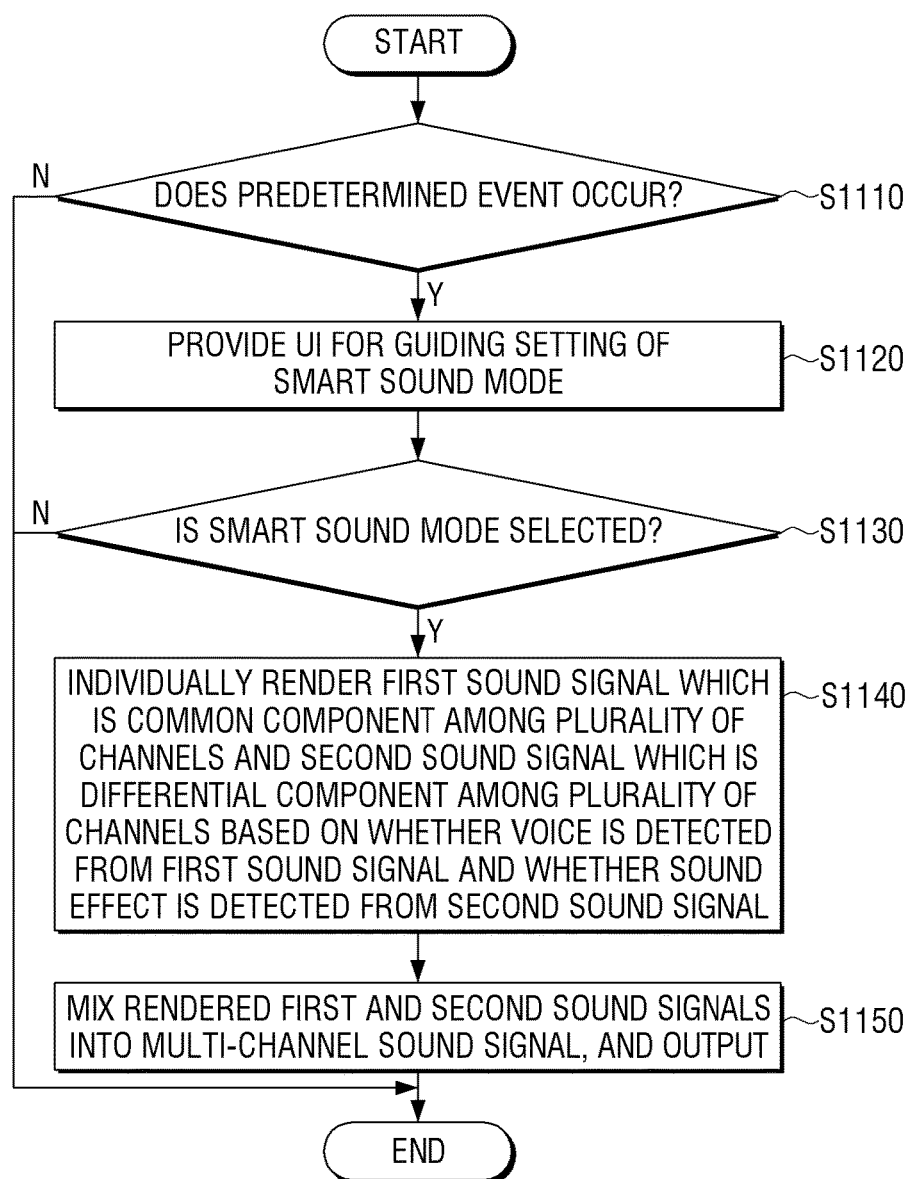 START
N
DOES PREDETERMINED EVENT OCCUR?
S1110
Y
PROVIDE UI FOR GUIDING SETTING OF
SMART SOUND MODE
S1120
N
IS SMART SOUND MODE SELECTED?
S1130
Y
INDIVIDUALLY RENDER FIRST SOUND SIGNAL WHICH
IS COMMON COMPONENT AMONG PLURALITY OF
CHANNELS AND SECOND SOUND SIGNAL WHICH IS
DIFFERENTIAL COMPONENT AMONG PLURALITY OF
CHANNELS BASED ON WHETHER VOICE IS DETECTED
FROM FIRST SOUND SIGNAL AND WHETHER SOUND
EFFECT IS DETECTED FROM SECOND SOUND SIGNAL
S1140
MIX RENDERED FIRST AND SECOND SOUND SIGNALS
INTO MULTI-CHANNEL SOUND SIGNAL, AND OUTPUT
S1150
END